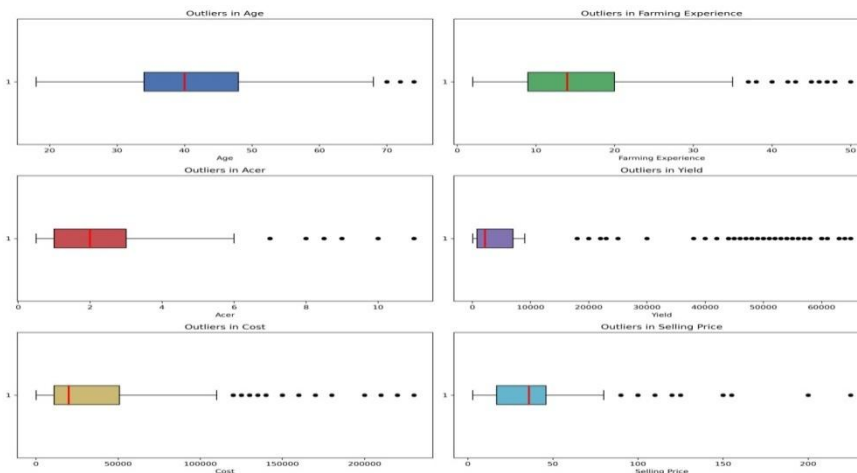 Outliers in Age
1
20 30 40 50 60 70
Age
Outliers in Farming Experience
1
0 10 20 30 40 50
Farming Experience
Outliers in Acer
1
0 2 4 6 8 10
Acer
Outliers in Yield
1
0 10000 20000 30000 40000 50000 60000
Yield
Outliers in Cost
1
0 50000 100000 150000 200000
Cost
Outliers in Selling Price
1
0 50 100 150 200
Selling Price